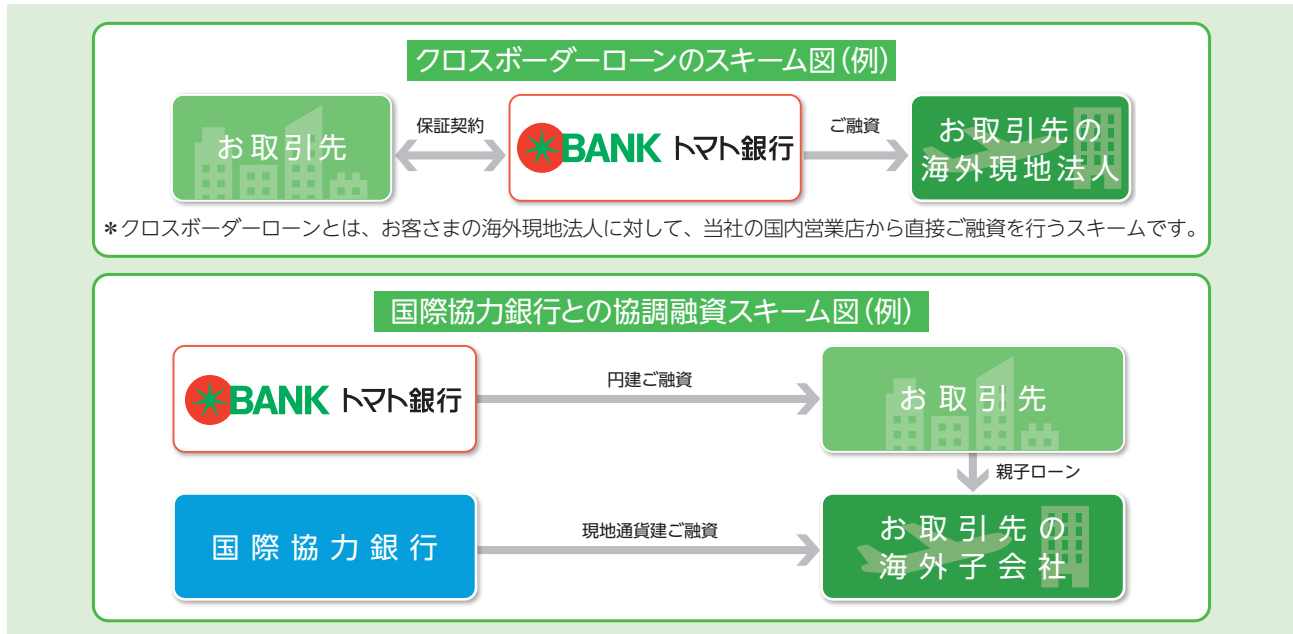 クロスボーダーローンのスキーム図(例)
お取引先
保証契約
BANK トマト銀行
ご融資
お取引先の
海外現地法人
*クロスボーダーローンとは、お客さまの海外現地法人に対して、当社の国内営業店から直接ご融資を行うスキームです。
国際協力銀行との協調融資スキーム図(例)
BANK トマト銀行
円建ご融資
お取引先
親子ローン
国際協力銀行
現地通貨建ご融資
お取引先の
海外子会社